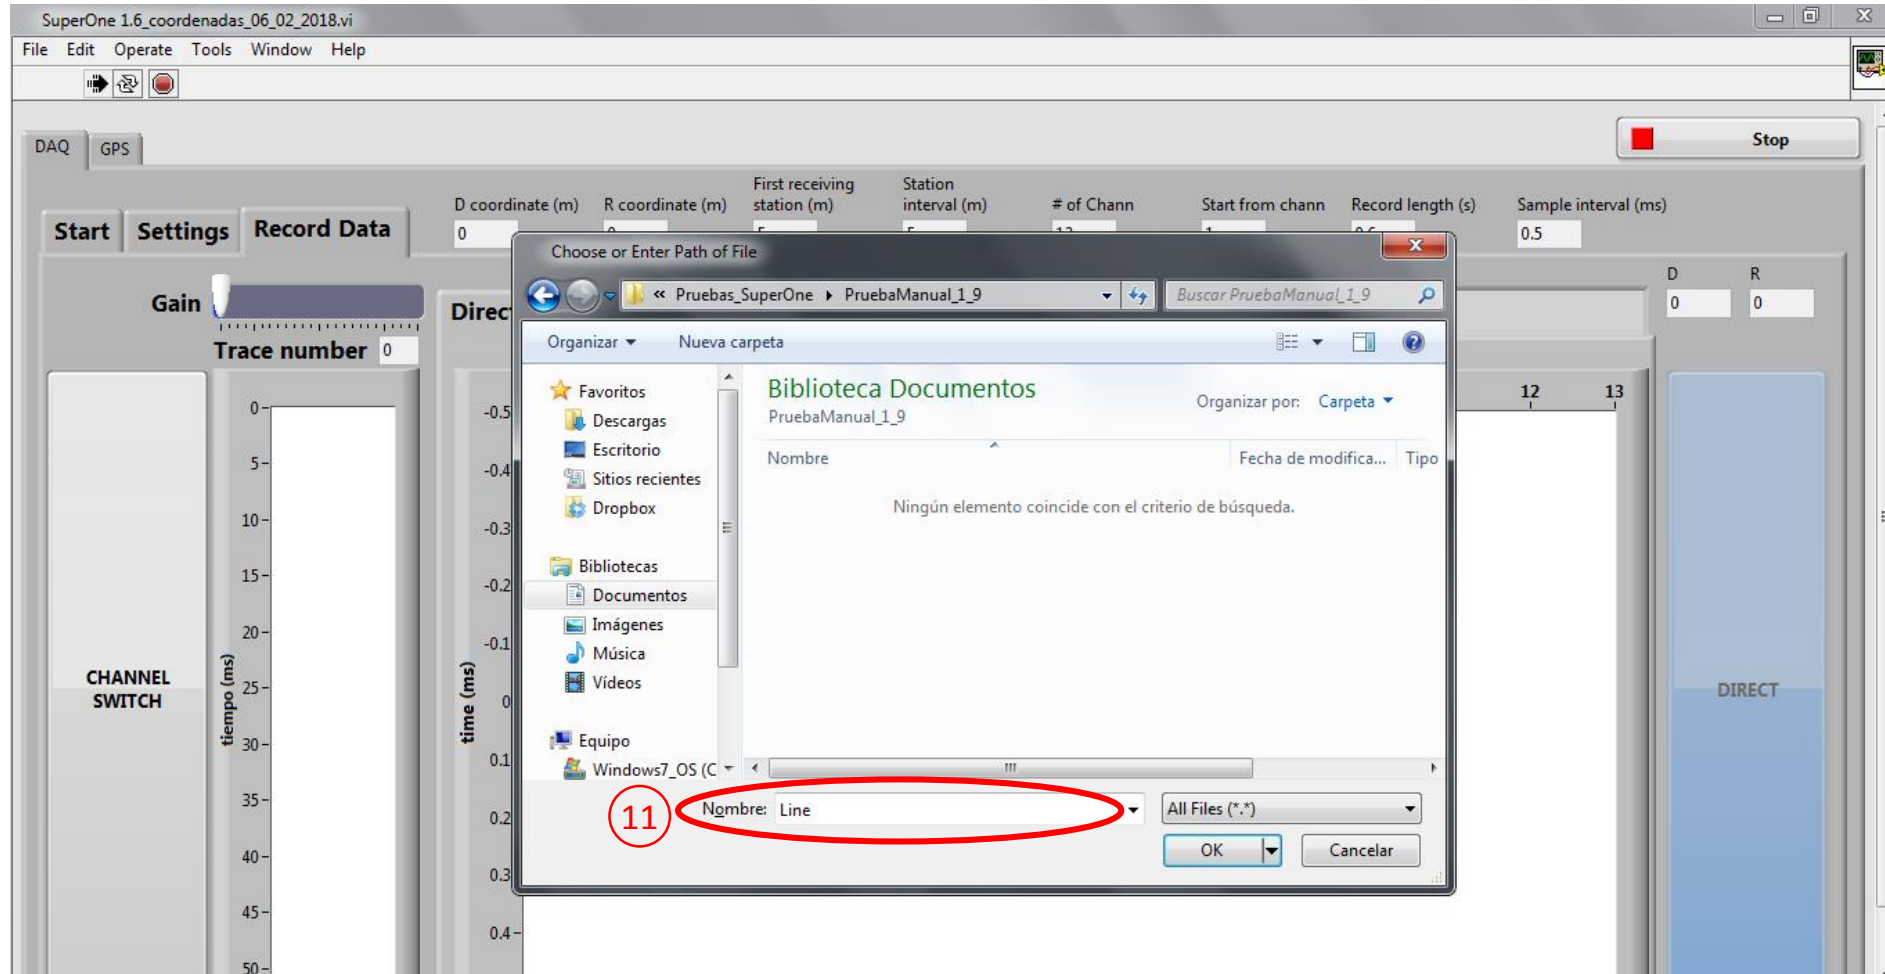 SuperOne 1.6_coordenadas_06_02_2018.vi
File Edit Operate Tools Window Help
DAQ GPS
Stop
Start Settings Record Data
D coordinate (m)
0
R coordinate (m)
First receiving
station (m)
Station
interval (m)
# of Chann
Start from chann
Record length (s)
Sample interval (ms)
0.5
D R
0 0
Gain
Trace number 0
Direc
CHANNEL
SWITCH
tiempo (ms)
0
5
10
15
20
25
30
35
40
45
50
time (ms)
-0.5
-0.4
-0.3
-0.2
-0.1
0
0.1
0.2
0.3
0.4
12 13
DIRECT
Choose or Enter Path of File
« Pruebas_SuperOne PruebaManual_1_9
Buscar PruebaManual_1_9
Organizar Nueva carpeta
Favoritos
Descargas
Escritorio
Sitios recientes
Dropbox
Bibliotecas
Documentos
Imágenes
Música
Vídeos
Equipo
Windows7_OS (C
Biblioteca Documentos
PruebaManual_1_9
Organizar por: Carpeta
Nombre Fecha de modifica... Tipo
Ningún elemento coincide con el criterio de búsqueda.
11
Nombre: Line
All Files (*.*)
OK Cancelar